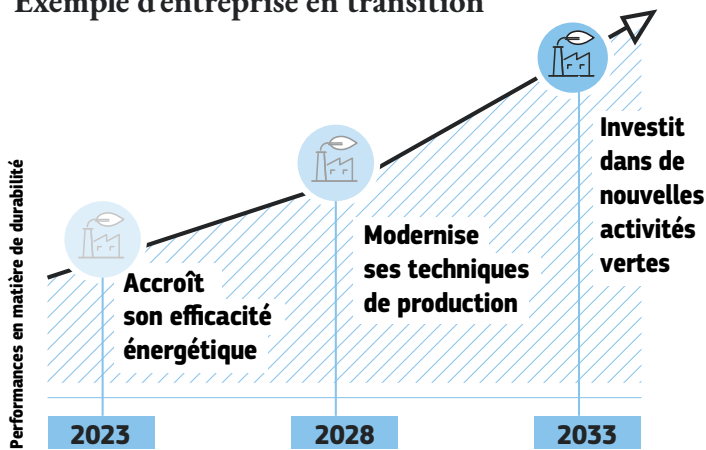 Exemple d'entreprise en transition
Performances en matière de durabilité
Accroît
son efficacité
énergétique
Modernise
ses techniques
de production
Investit
dans de
nouvelles
activités
vertes
2023
2028
2033